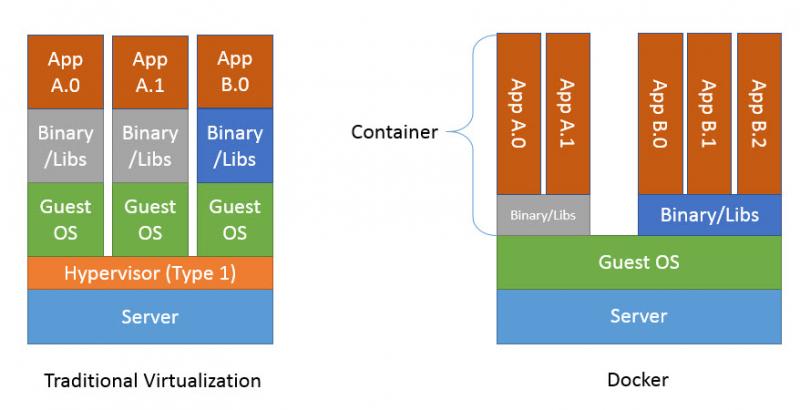 App
A.0
App
A.1
App
B.0
Binary
/Libs
Binary
/Libs
Binary
/Libs
Guest
OS
Guest
OS
Guest
OS
Hypervisor (Type 1)
Server
Traditional Virtualization
Container
App A.0
App A.1
App B.0
App B.1
App B.2
Binary/Libs
Binary/Libs
Guest OS
Server
Docker